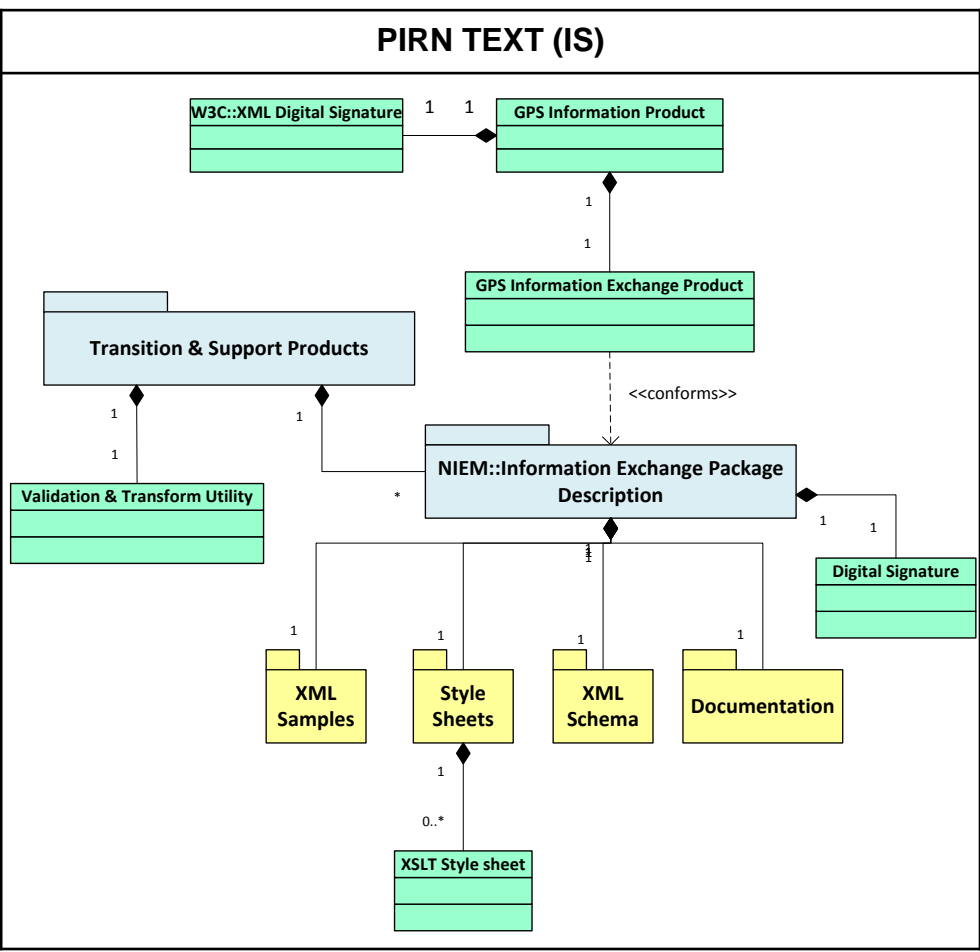 PIRN TEXT (IS)
W3C::XML Digital Signature
1 1
GPS Information Product
1
1
GPS Information Exchange Product
Transition & Support Products
<<conforms>>
1
1
1
NIEM::Information Exchange Package
Description
*
Validation & Transform Utility
1
1
1
1
Digital Signature
1
1
1
1
XML
Samples
Style
Sheets
XML
Schema
Documentation
1
0..*
XSLT Style sheet